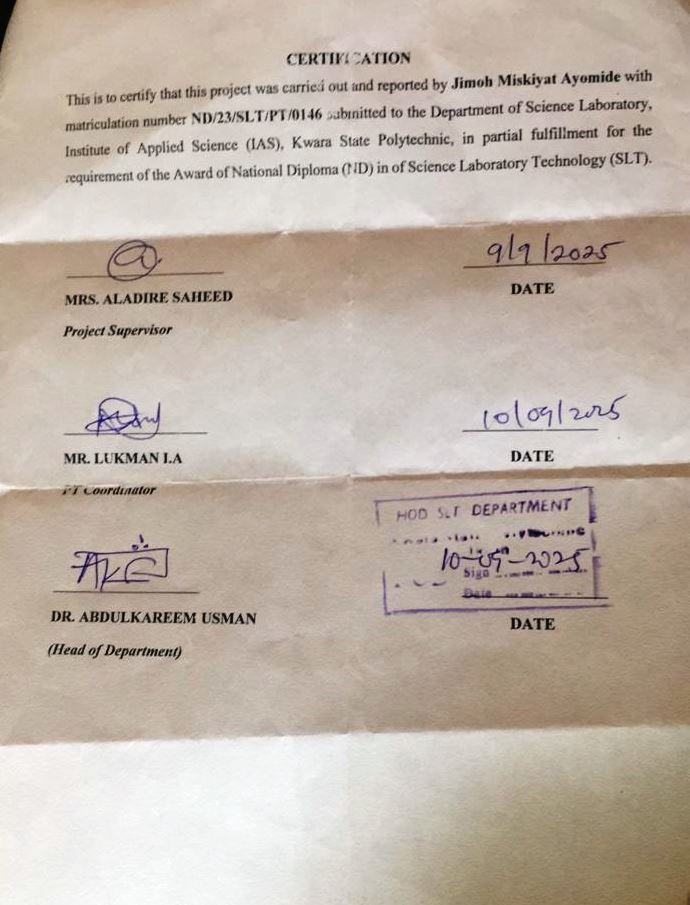 CERTIFICATION
This is to certify that this project was carried out and reported by Jimoh Miskiyat Ayomide with
matriculation number ND/23/SLT/PT/0146 submitted to the Department of Science Laboratory,
Institute of Applied Science (IAS), Kwara State Polytechnic, in partial fulfillment for the
requirement of the Award of National Diploma (ND) in of Science Laboratory Technology (SLT).
9/9/2025
MRS. ALADIRE SAHEED
DATE
Project Supervisor
10/09/2025
MR. LUKMAN I.A
DATE
PT Coordinator
HOD SLT DEPARTMENT
10-09-2025
Sign
Date
DR. ABDULKAREEM USMAN
DATE
(Head of Department)